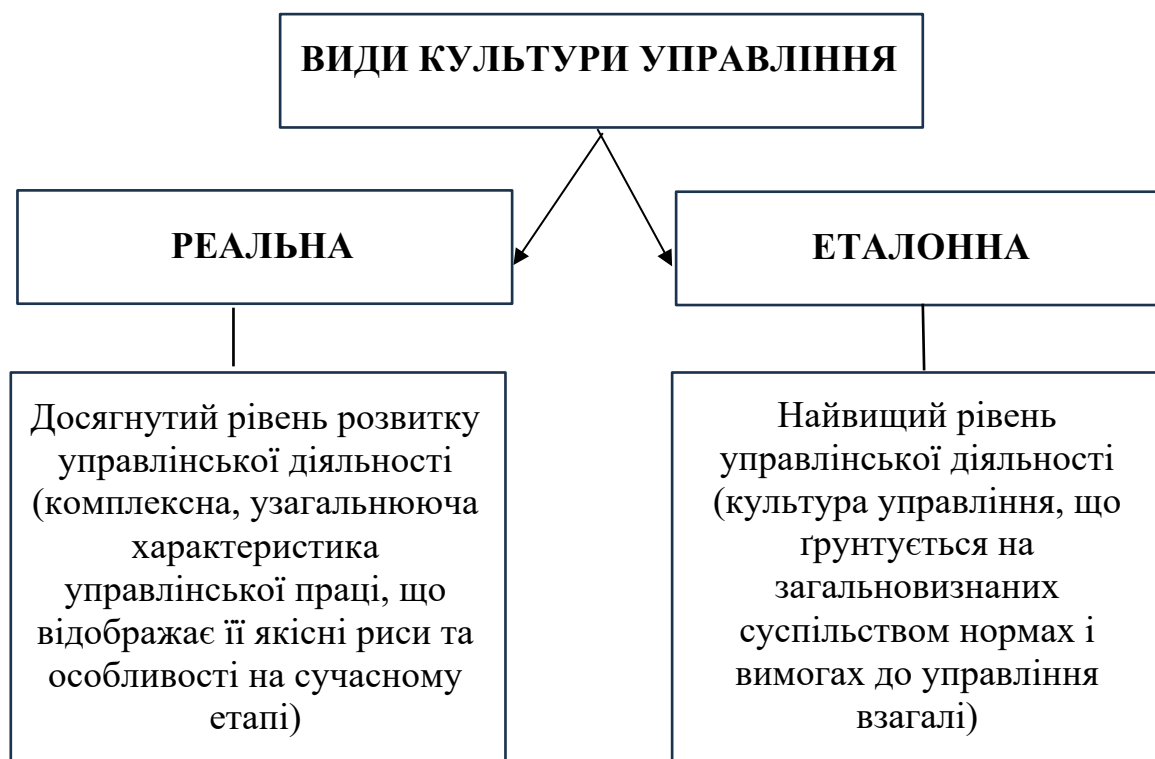 ВИДИ КУЛЬТУРИ УПРАВЛІННЯ
РЕАЛЬНА
ЕТАЛОННА
Досягнутий рівень розвитку
управлінської діяльності
(комплексна, узагальнююча
характеристика
управлінської праці, що
відображає її якісні риси та
особливості на сучасному
етапі)
Найвищий рівень
управлінської діяльності
(культура управління, що
ґрунтується на
загальновизнаних
суспільством нормах і
вимогах до управління
взагалі)